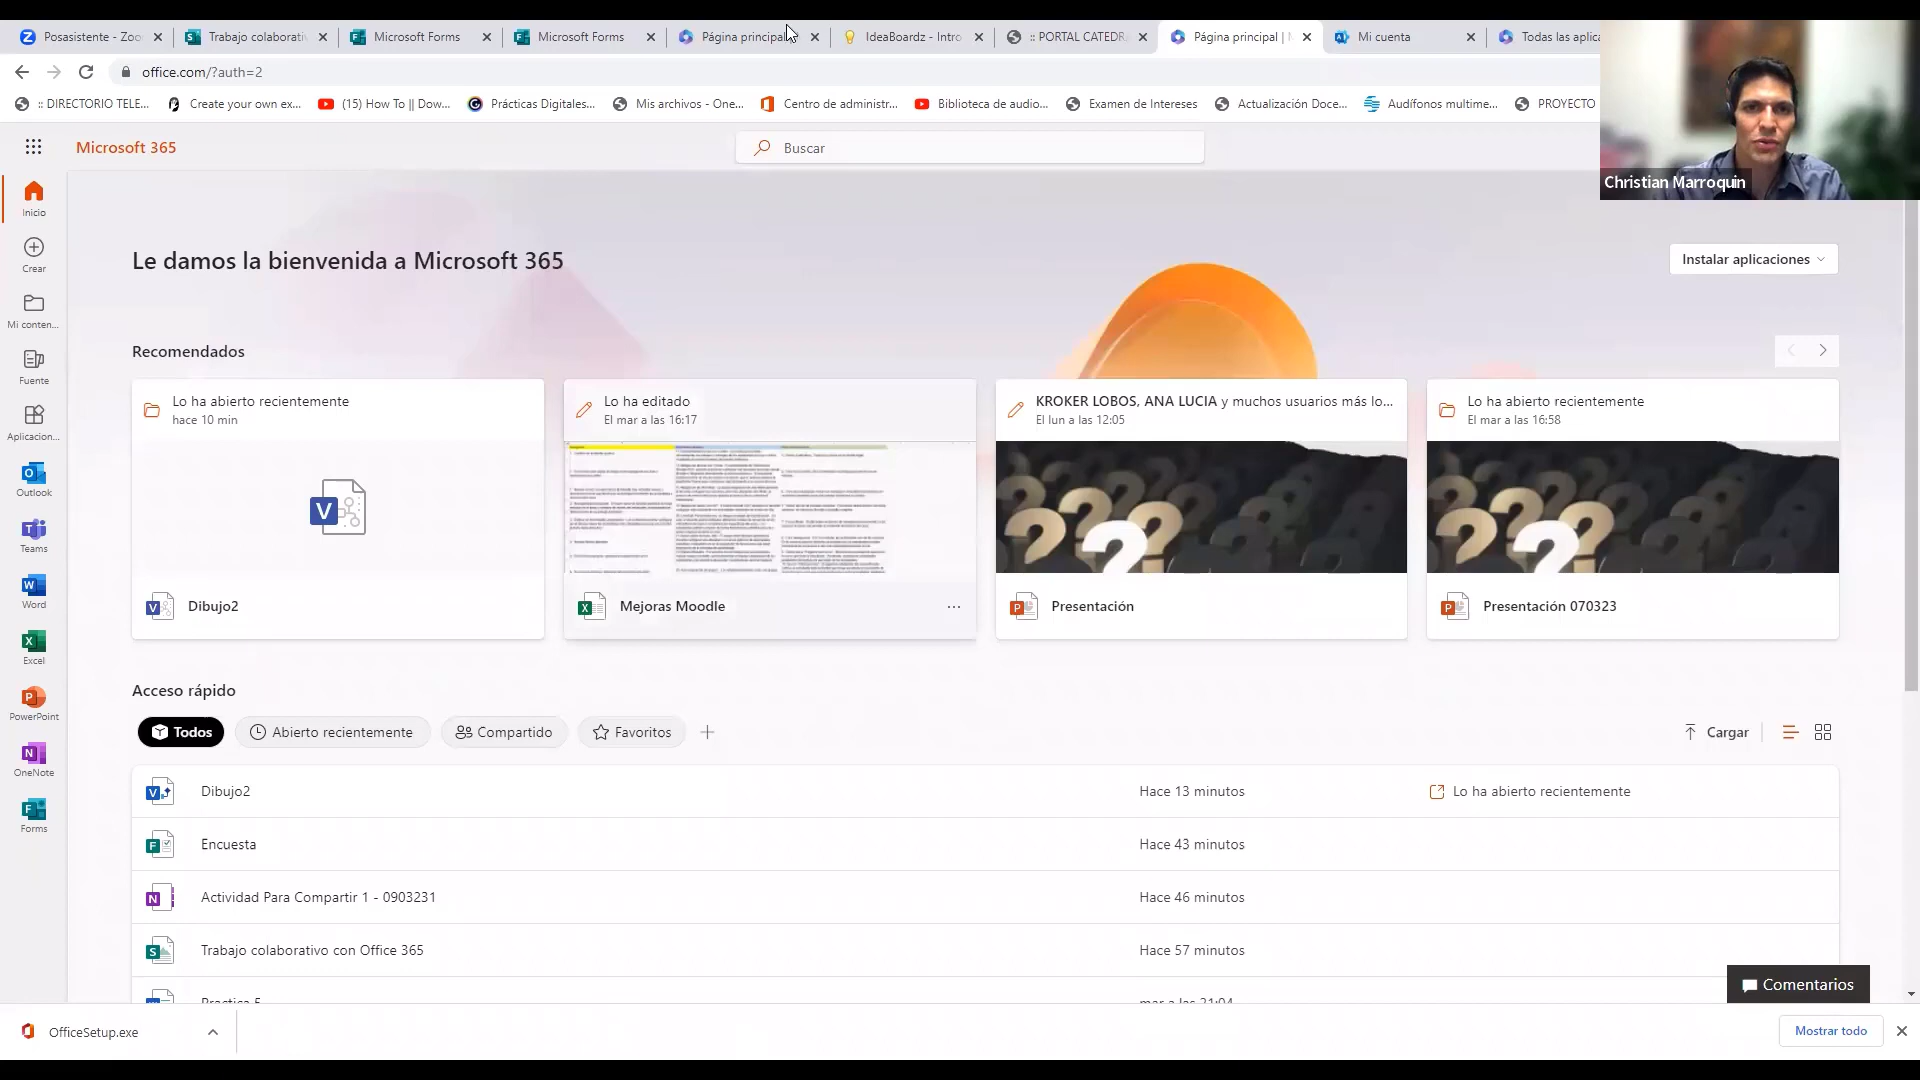 Posasistente - Zoo
Trabajo colaborati
Microsoft Forms
Microsoft Forms
Página principal
IdeaBoardz - Intro
:: PORTAL CATEDR
Página principal |
Mi cuenta
Todas las aplica
office.com/?auth=2
:: DIRECTORIO TELE...
Create your own ex...
(15) How To || Dow...
Prácticas Digitales...
Mis archivos - One...
Centro de administr...
Biblioteca de audio...
Examen de Intereses
Actualización Doce...
Audífonos multime...
PROYECTO
Christian Marroquin
Microsoft 365
Buscar
Inicio
Crear
Mi conten...
Fuente
Aplicacion...
Outlook
Teams
Word
Excel
PowerPoint
OneNote
Forms
Le damos la bienvenida a Microsoft 365
Instalar aplicaciones
Recomendados
Lo ha abierto recientemente
hace 10 min
Dibujo2
Lo ha editado
El mar a las 16:17
Mejoras Moodle
KROKER LOBOS, ANA LUCIA y muchos usuarios más lo...
El lun a las 12:05
Presentación
Lo ha abierto recientemente
El mar a las 16:58
Presentación 070323
Acceso rápido
Todos
Abierto recientemente
Compartido
Favoritos
Cargar
Dibujo2 Hace 13 minutos Lo ha abierto recientemente
Encuesta Hace 43 minutos
Actividad Para Compartir 1 - 0903231 Hace 46 minutos
Trabajo colaborativo con Office 365 Hace 57 minutos
Practica 5 mar a las 21:04
Comentarios
OfficeSetup.exe
Mostrar todo